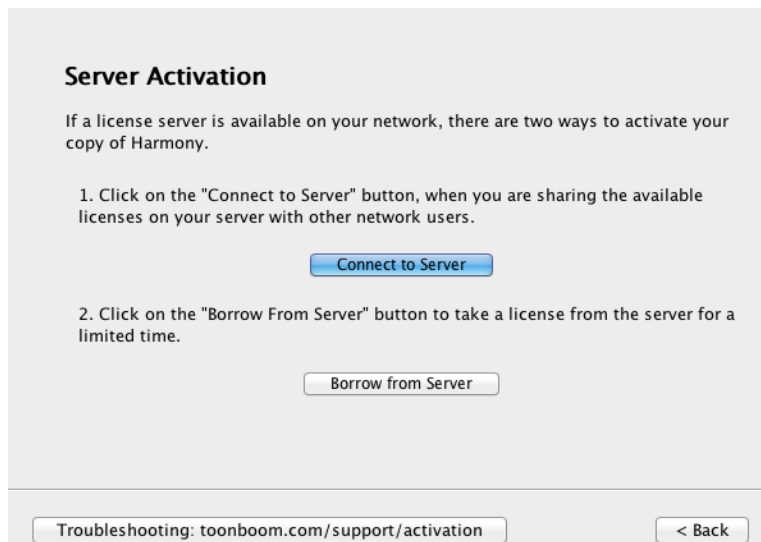 Server Activation
If a license server is available on your network, there are two ways to activate your
copy of Harmony.
1. Click on the "Connect to Server" button, when you are sharing the available
licenses on your server with other network users.
Connect to Server
2. Click on the "Borrow From Server" button to take a license from the server for a
limited time.
Borrow from Server
Troubleshooting: toonboom.com/support/activation
< Back